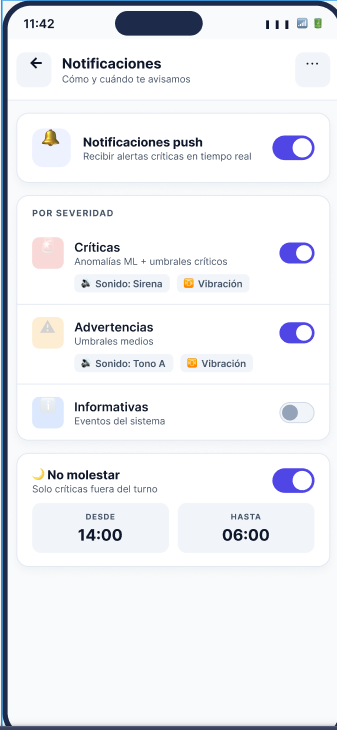 11:42
Notificaciones
Cómo y cuándo te avisamos
Notificaciones push
Recibir alertas críticas en tiempo real
POR SEVERIDAD
Críticas
Anomalías ML + umbrales críticos
Sonido: Sirena
Vibración
Advertencias
Umbrales medios
Sonido: Tono A
Vibración
Informativas
Eventos del sistema
No molestar
Solo críticas fuera del turno
DESDE
HASTA
14:00
06:00